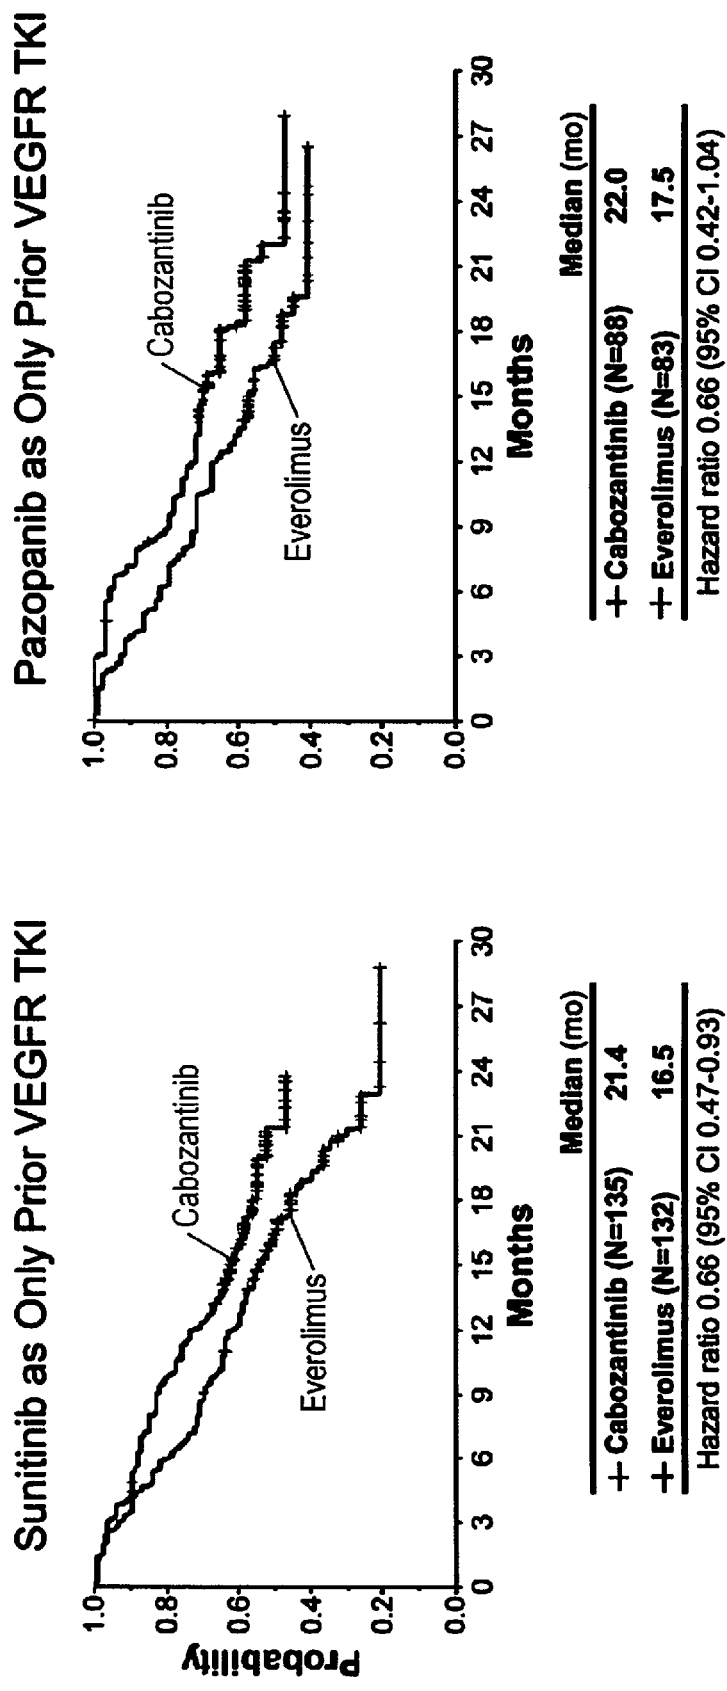 Sunitinib as Only Prior VEGFR TKI
Probability
1.0
0.8
0.6
0.4
0.2
0.0
Cabozantinib
Everolimus
0 3 6 9 12 15 18 21 24 27 30
Months
Median (mo)
Cabozantinib (N=135) 21.4
Everolimus (N=132) 16.5
Hazard ratio 0.66 (95% CI 0.47-0.93)
Pazopanib as Only Prior VEGFR TKI
1.0
0.8
0.6
0.4
0.2
0.0
Cabozantinib
Everolimus
0 3 6 9 12 15 18 21 24 27 30
Months
Median (mo)
Cabozantinib (N=88) 22.0
Everolimus (N=83) 17.5
Hazard ratio 0.66 (95% CI 0.42-1.04)